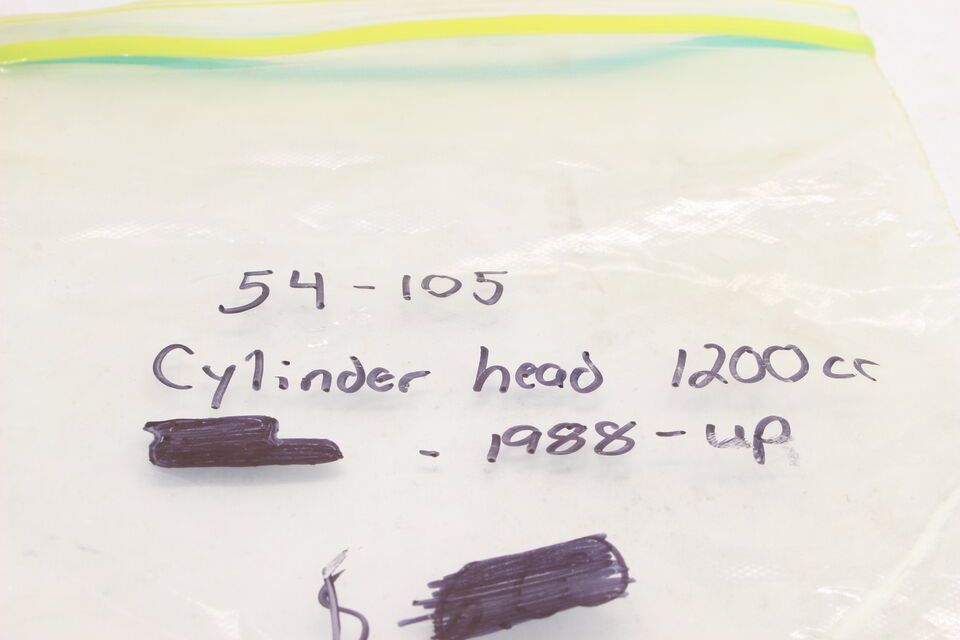 54-105
Cylinder head 1200cc
- 1988-up